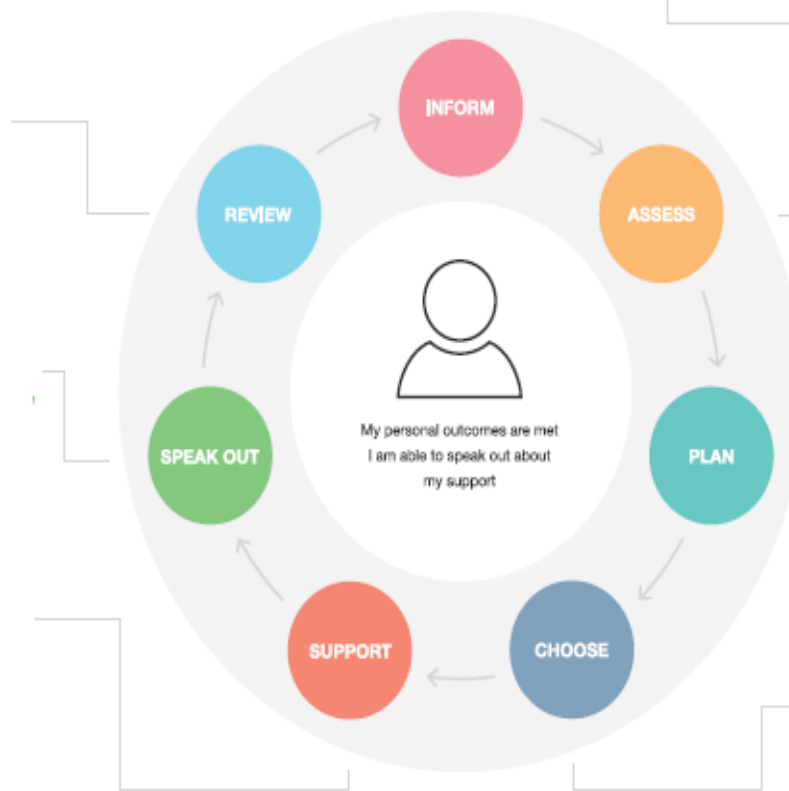 INFORM
ASSESS
PLAN
CHOOSE
SUPPORT
SPEAK OUT
REVIEW
My personal outcomes are met
I am able to speak out about
my support